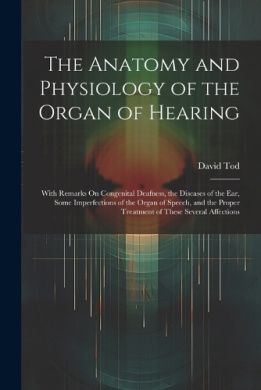 The Anatomy and
Physiology of the
Organ of Hearing
David Tod
With Remarks On Congenital Deafness, the Diseases of the Ear,
Some Imperfections of the Organ of Speech, and the Proper
Treatment of These Several Affections